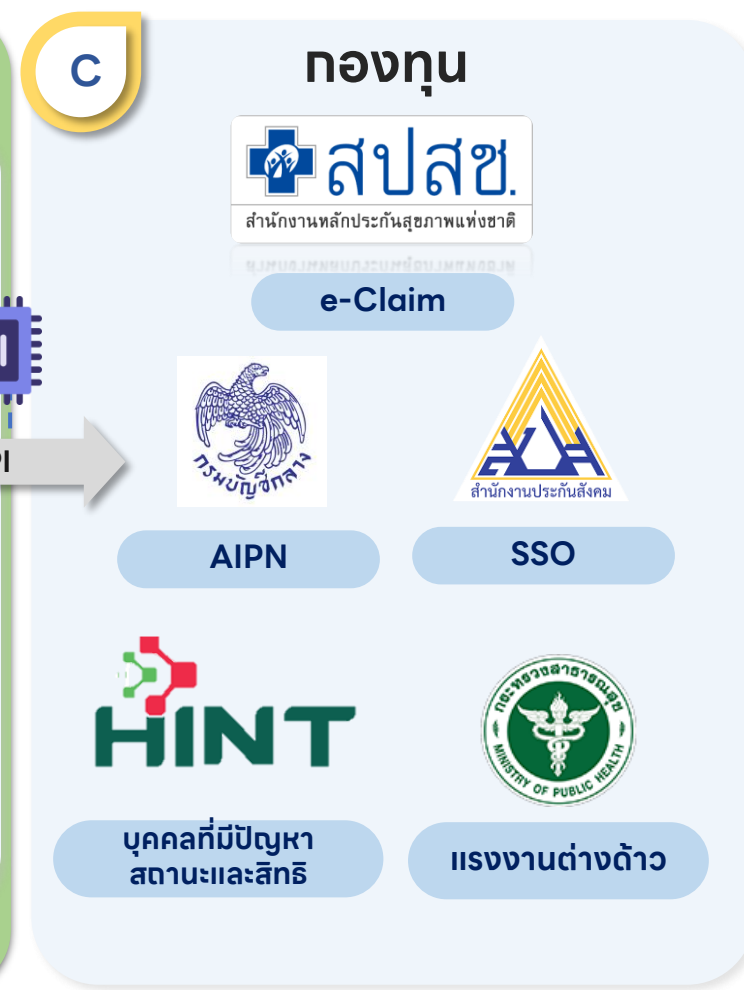 C
กองทุน
สปสช.
สำนักงานหลักประกันสุขภาพแห่งชาติ
e-Claim
กรมบัญชีกลาง
สำนักงานประกันสังคม
PI
AIPN
SSO
HINT
กระทรวงสาธารณสุข
MINISTRY OF PUBLIC HEALTH
บุคคลที่มีปัญหา
สถานะและสิทธิ
แรงงานต่างด้าว